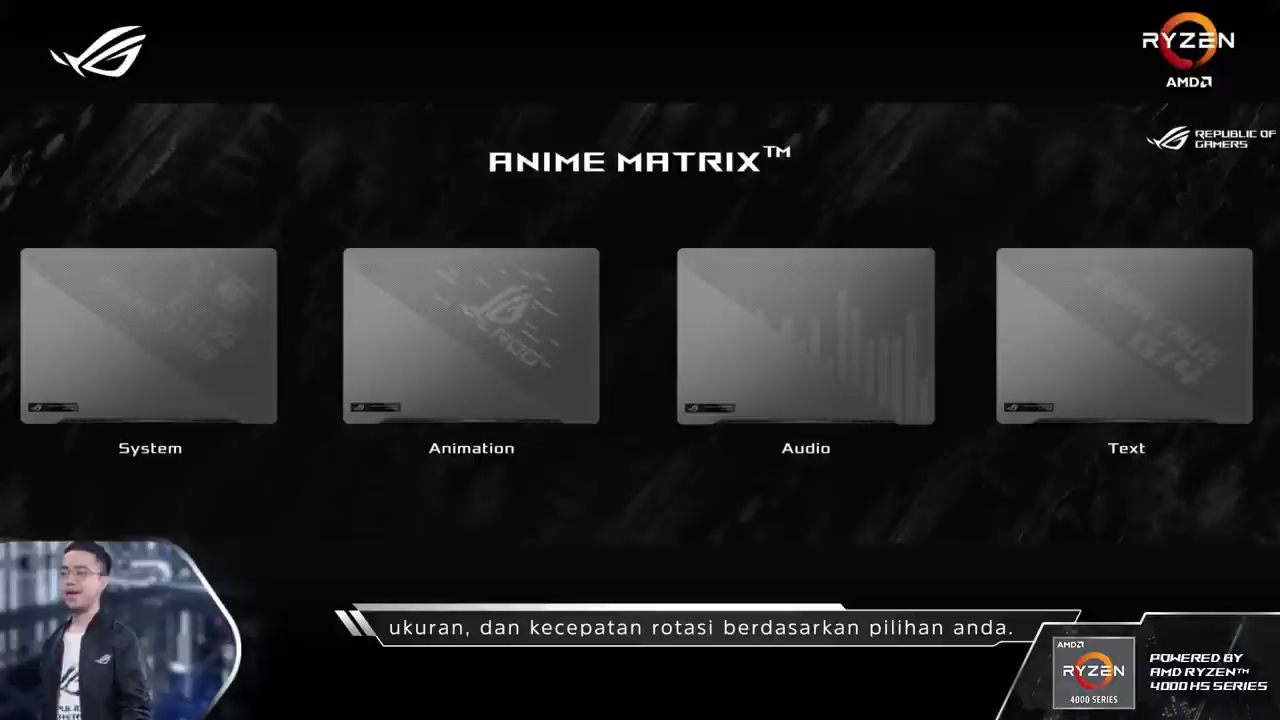 RYZEN
AMD
REPUBLIC OF
GAMERS
ANIME MATRIX™
ROG
System
Animation
Audio
Text
ukuran, dan kecepatan rotasi berdasarkan pilihan anda.
AMD
RYZEN
4000 SERIES
POWERED BY
AMD RYZEN™
4000 HS SERIES